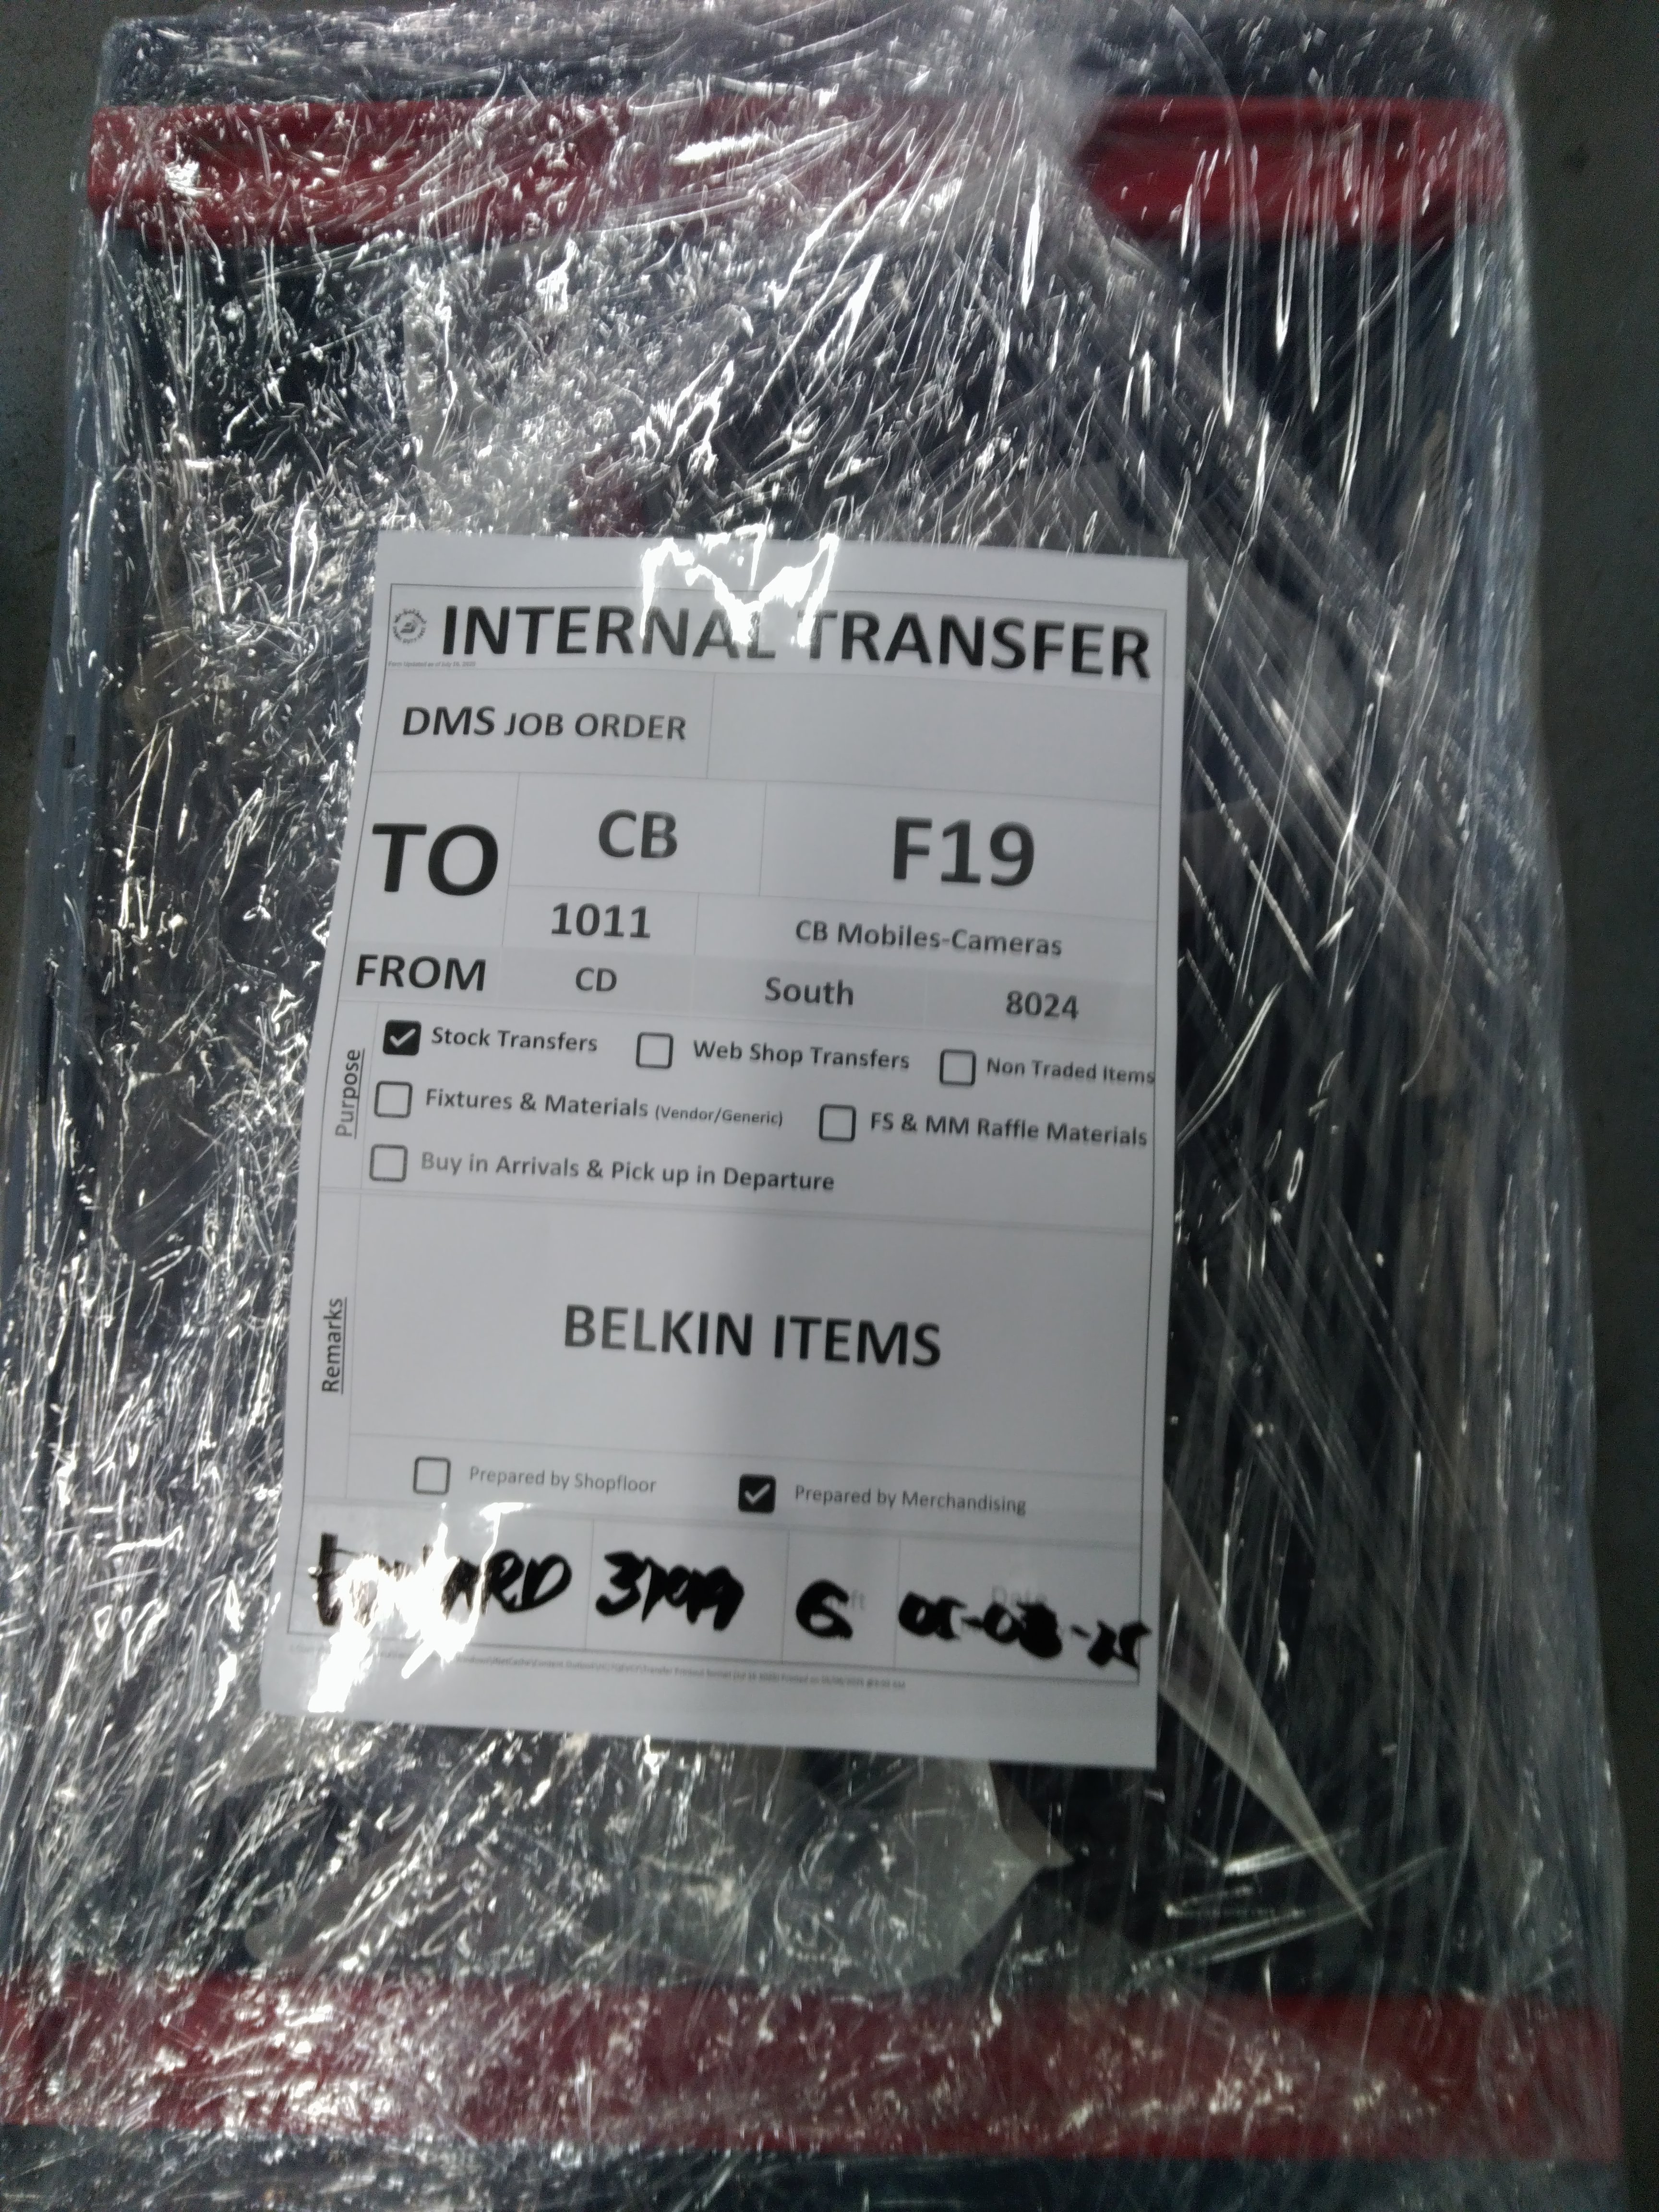 INTERNAL TRANSFER
DMS JOB ORDER
TO CB F19
1011 CB Mobiles-Cameras
FROM CD South 8024
Purpose
Stock Transfers Web Shop Transfers Non Traded Items
Fixtures & Materials (Vendor/Generic) FS & MM Raffle Materials
Buy in Arrivals & Pick up in Departure
Remarks
BELKIN ITEMS
Prepared by Shopfloor Prepared by Merchandising
G